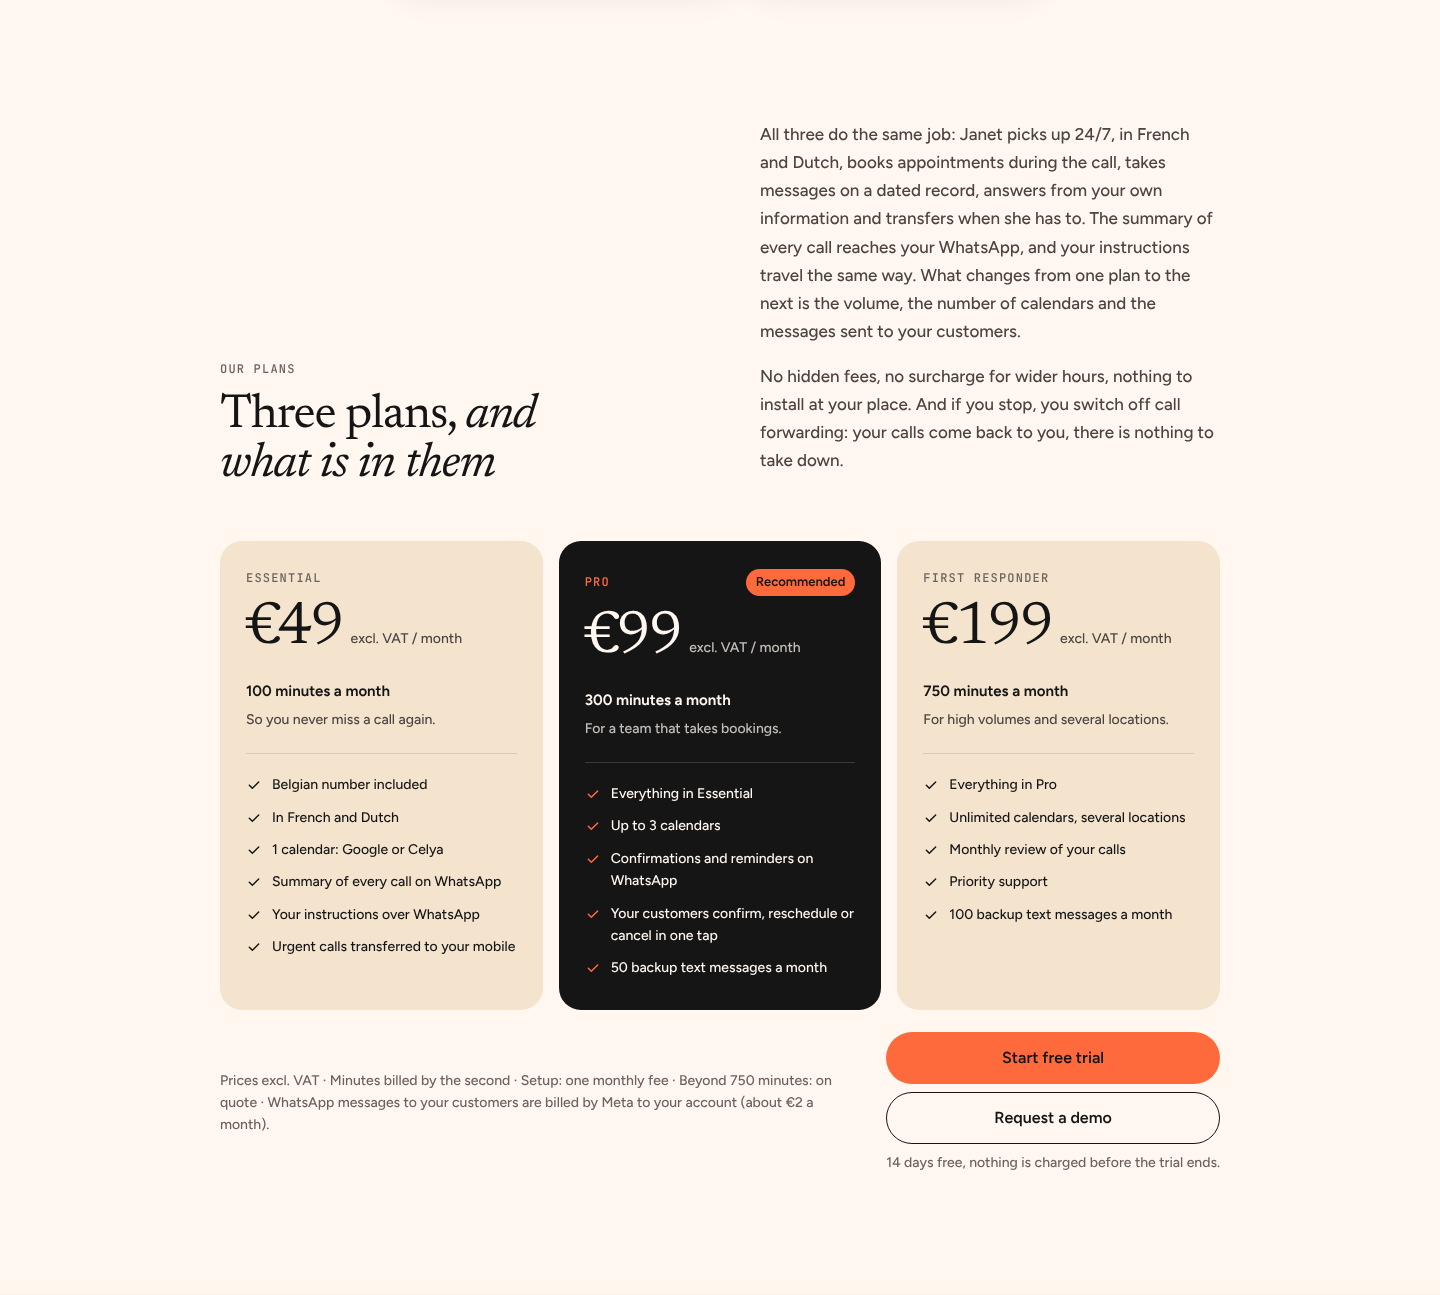 All three do the same job: Janet picks up 24/7, in French
and Dutch, books appointments during the call, takes
messages on a dated record, answers from your own
information and transfers when she has to. The summary of
every call reaches your WhatsApp, and your instructions
travel the same way. What changes from one plan to the
next is the volume, the number of calendars and the
messages sent to your customers.
No hidden fees, no surcharge for wider hours, nothing to
install at your place. And if you stop, you switch off call
forwarding: your calls come back to you, there is nothing to
take down.
OUR PLANS
Three plans, and
what is in them
ESSENTIAL
€49 excl. VAT / month
100 minutes a month
So you never miss a call again.
Belgian number included
In French and Dutch
1 calendar: Google or Celya
Summary of every call on WhatsApp
Your instructions over WhatsApp
Urgent calls transferred to your mobile
PRO
Recommended
€99 excl. VAT / month
300 minutes a month
For a team that takes bookings.
Everything in Essential
Up to 3 calendars
Confirmations and reminders on
WhatsApp
Your customers confirm, reschedule or
cancel in one tap
50 backup text messages a month
FIRST RESPONDER
€199 excl. VAT / month
750 minutes a month
For high volumes and several locations.
Everything in Pro
Unlimited calendars, several locations
Monthly review of your calls
Priority support
100 backup text messages a month
Prices excl. VAT · Minutes billed by the second · Setup: one monthly fee · Beyond 750 minutes: on
quote · WhatsApp messages to your customers are billed by Meta to your account (about €2 a
month).
Start free trial
Request a demo
14 days free, nothing is charged before the trial ends.